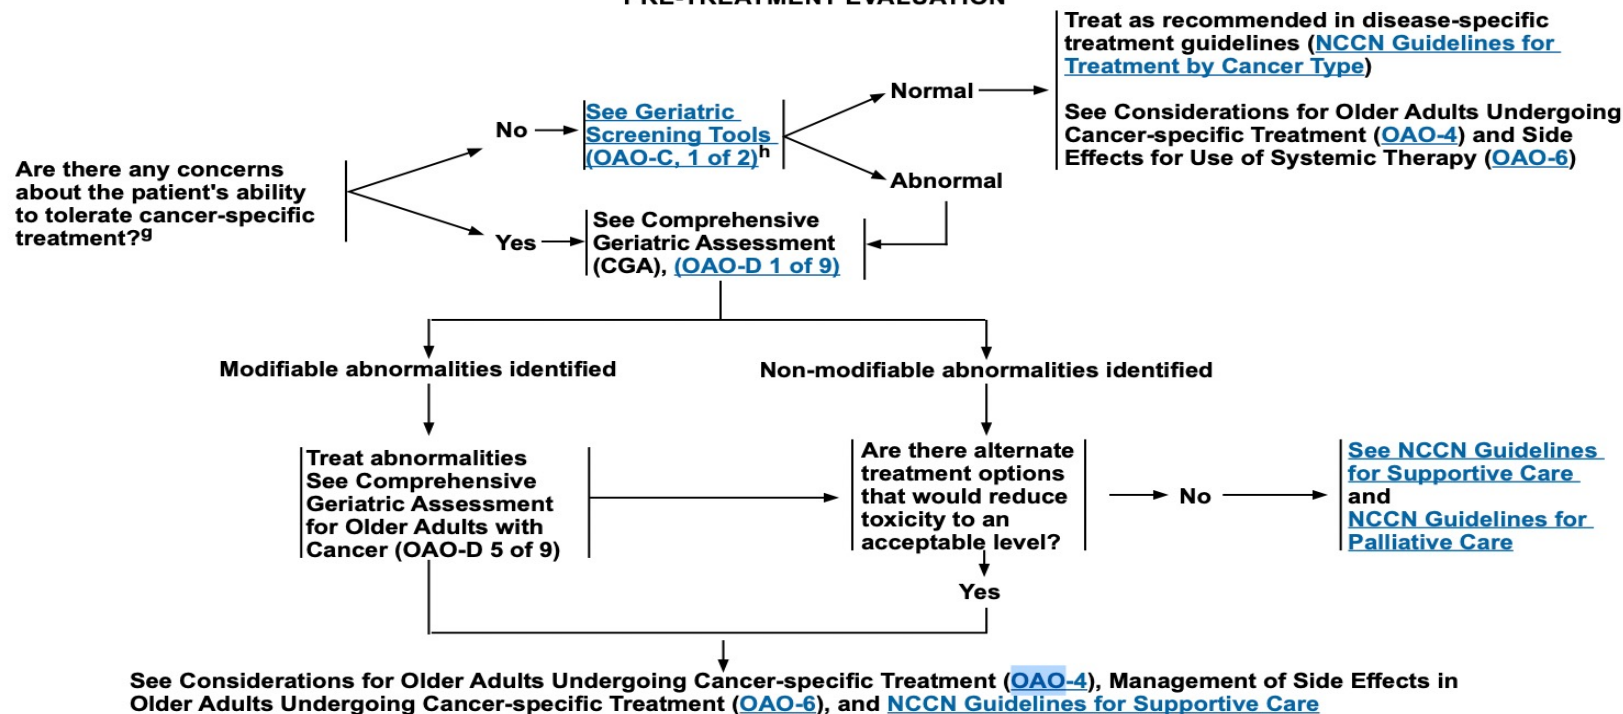 PRE-TREATMENT EVALUATION
Are there any concerns
about the patient's ability
to tolerate cancer-specific
treatment?g
No
See Geriatric
Screening Tools
(OAO-C, 1 of 2)h
Normal
Treat as recommended in disease-specific
treatment guidelines (NCCN Guidelines for
Treatment by Cancer Type)
See Considerations for Older Adults Undergoing
Cancer-specific Treatment (OAO-4) and Side
Effects for Use of Systemic Therapy (OAO-6)
Abnormal
Yes
See Comprehensive
Geriatric Assessment
(CGA), (OAO-D 1 of 9)
Modifiable abnormalities identified
Non-modifiable abnormalities identified
Treat abnormalities
See Comprehensive
Geriatric Assessment
for Older Adults with
Cancer (OAO-D 5 of 9)
Are there alternate
treatment options
that would reduce
toxicity to an
acceptable level?
No
See NCCN Guidelines
for Supportive Care
and
NCCN Guidelines for
Palliative Care
Yes
See Considerations for Older Adults Undergoing Cancer-specific Treatment (OAO-4), Management of Side Effects in
Older Adults Undergoing Cancer-specific Treatment (OAO-6), and NCCN Guidelines for Supportive Care